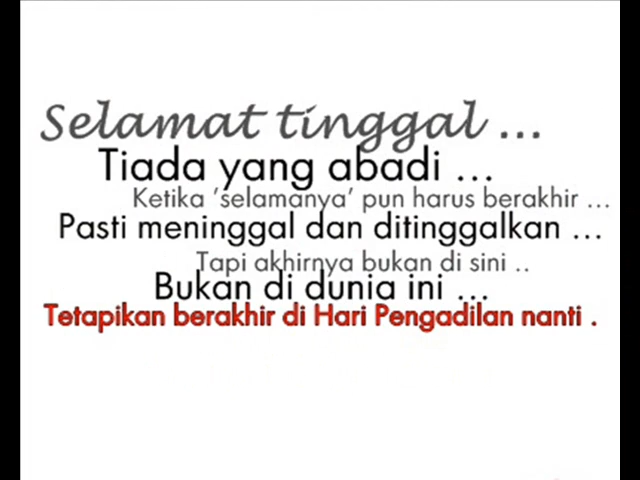 Selamat tinggal ...
Tiada yang abadi ...
Ketika 'selamanya' pun harus berakhir ...
Pasti meninggal dan ditinggalkan ...
Tapi akhirnya bukan di sini ..
Bukan di dunia ini ...
Tetapikan berakhir di Hari Pengadilan nanti .